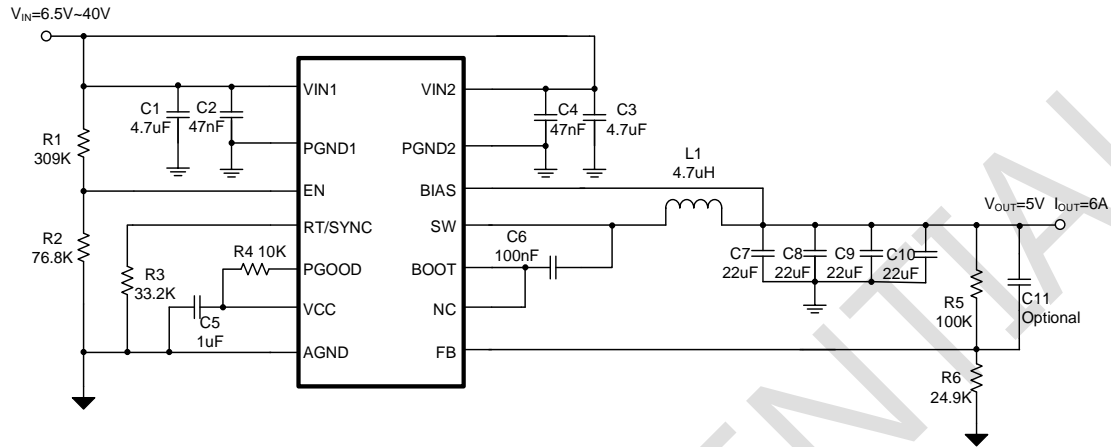 VIN=6.5V~40V
VIN1
VIN2
C1
4.7uF
C2
47nF
C4
47nF
C3
4.7uF
R1
309K
PGND1
PGND2
L1
4.7uH
EN
BIAS
VOUT=5V IOUT=6A
RT/SYNC
SW
R2
76.8K
R4 10K
C6
100nF
C7
22uF
C8
22uF
C9
22uF
C10
22uF
PGOOD
BOOT
R3
33.2K
R5
100K
C11
Optional
C5
1uF
VCC
NC
AGND
FB
R6
24.9K